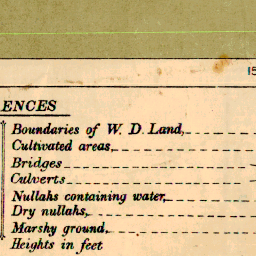 15
ENCES
Boundaries of W. D. Land,
Cultivated areas,
Bridges
Culverts
Nullahs containing water,
Dry nullahs,
Marshy ground,
Heights in feet